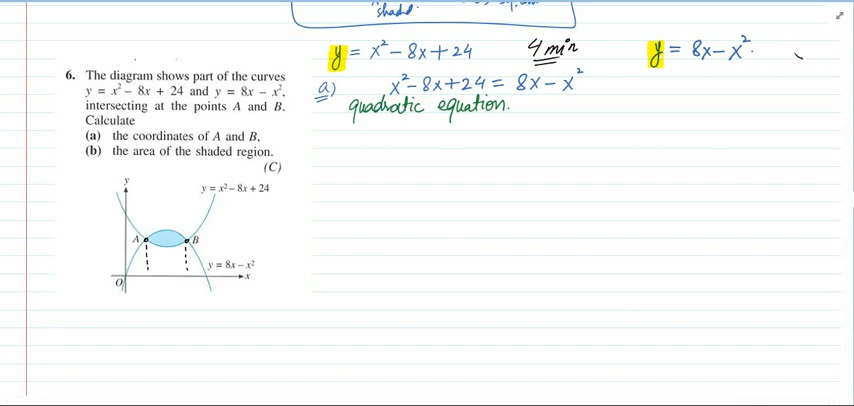 shaded.
y = x² − 8x + 24
4 min
y = 8x − x².
6. The diagram shows part of the curves
y = x² − 8x + 24 and y = 8x − x²,
intersecting at the points A and B.
Calculate
(a) the coordinates of A and B,
(b) the area of the shaded region.
(C)
a) x² − 8x + 24 = 8x − x²
quadratic equation.
y
y = x² − 8x + 24
A
B
y = 8x − x²
x
O